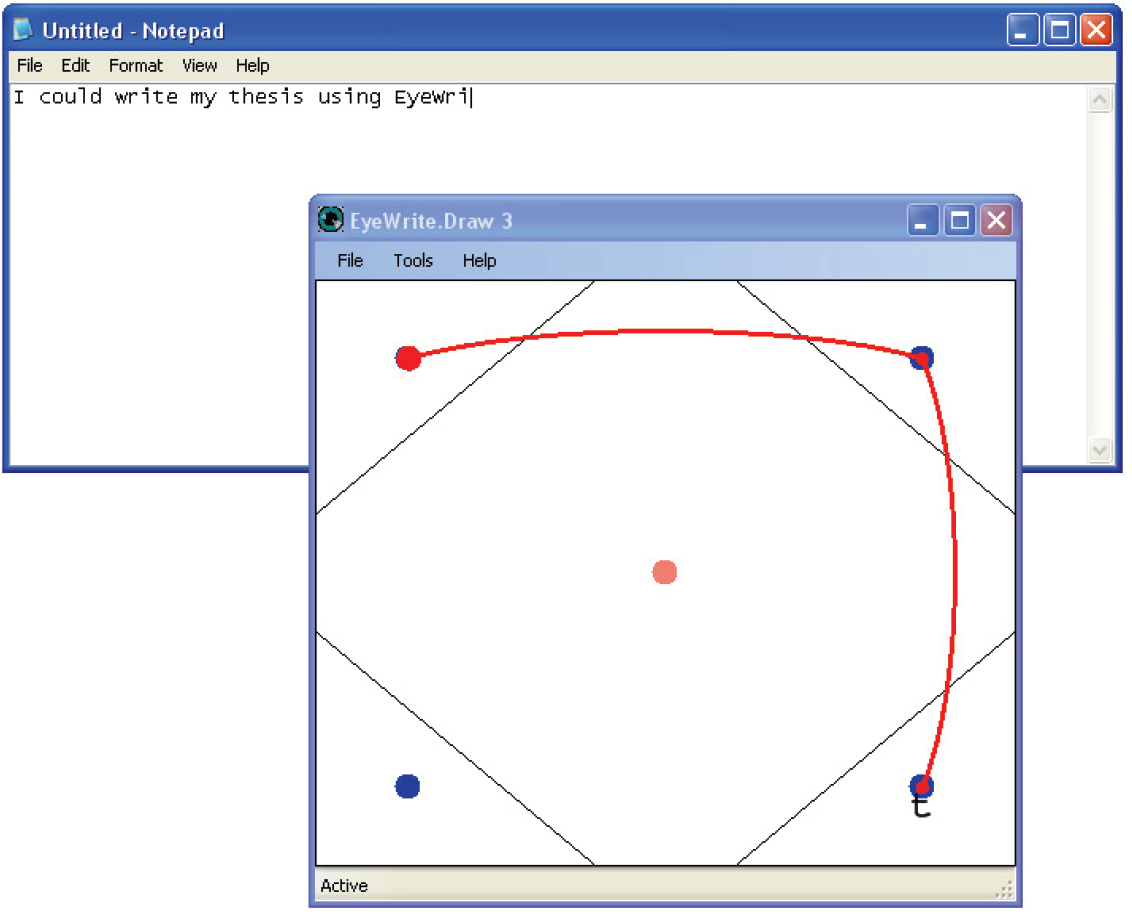 Untitled - Notepad
File Edit Format View Help
I could write my thesis using EyeWri
EyeWrite.Draw 3
File Tools Help
t
Active